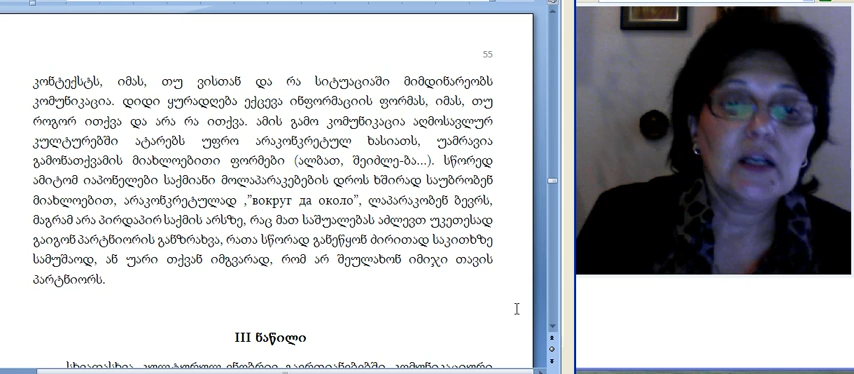 55
კონტექსტს, იმას, თუ ვისთან და რა სიტუაციაში მიმდინარეობს
კომუნიკაცია. დიდი ყურადღება ექცევა ინფორმაციის ფორმას, იმას, თუ
როგორ ითქვა და არა რა ითქვა. ამის გამო კომუნიკაცია აღმოსავლურ
კულტურებში ატარებს უფრო არაკონკრეტულ ხასიათს, უამრავია
გამონათქვამის მიახლოებითი ფორმები (ალბათ, შეიძლე-ბა...). სწორედ
ამიტომ იაპონელები საქმიანი მოლაპარაკებების დროს ხშირად საუბრობენ
მიახლოებით, არაკონკრეტულად ,”вокруг да около”, ლაპარაკობენ ბევრს,
მაგრამ არა პირდაპირ საქმის არსზე, რაც მათ საშუალებას აძლევთ უკეთესად
გაიგონ პარტნიორის განზრახვა, რათა სწორად განეწყონ ძირითად საკითხზე
სამუშაოდ, ან უარი თქვან იმგვარად, რომ არ შეულახონ იმიჯი თავის
პარტნიორს.
III ნაწილი